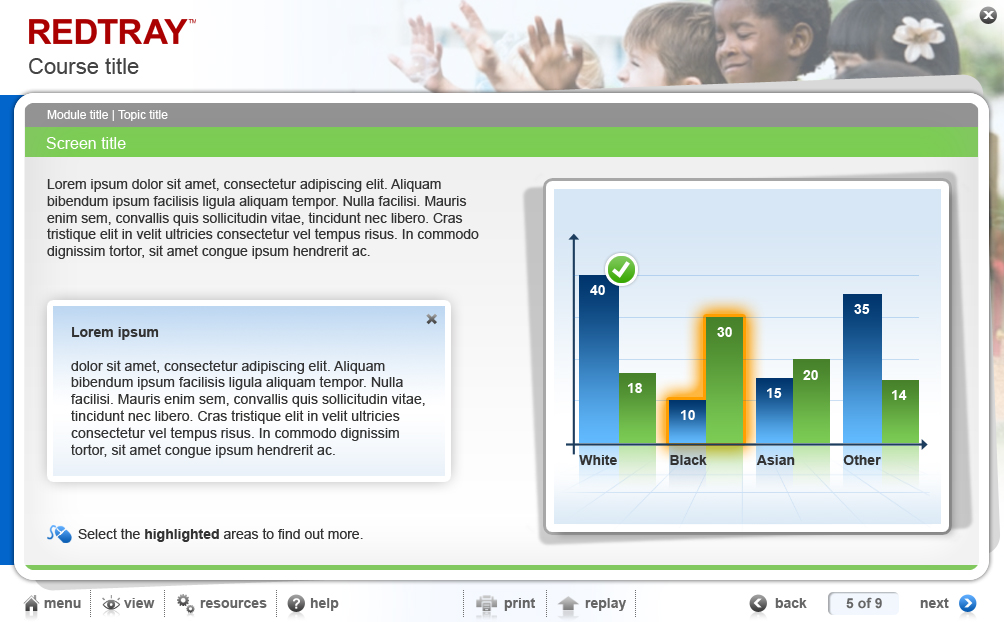 REDTRAY™
Course title
Module title | Topic title
Screen title
Lorem ipsum dolor sit amet, consectetur adipiscing elit. Aliquam
bibendum ipsum facilisis ligula aliquam tempor. Nulla facilisi. Mauris
enim sem, convallis quis sollicitudin vitae, tincidunt nec libero. Cras
tristique elit in velit ultricies consectetur vel tempus risus. In commodo
dignissim tortor, sit amet congue ipsum hendrerit ac.
Lorem ipsum
dolor sit amet, consectetur adipiscing elit. Aliquam
bibendum ipsum facilisis ligula aliquam tempor. Nulla
facilisi. Mauris enim sem, convallis quis sollicitudin vitae,
tincidunt nec libero. Cras tristique elit in velit ultricies
consectetur vel tempus risus. In commodo dignissim
tortor, sit amet congue ipsum hendrerit ac.
Select the highlighted areas to find out more.
40
18
10
30
15
20
35
14
White
Black
Asian
Other
menu
view
resources
? help
print
replay
back
5 of 9
next